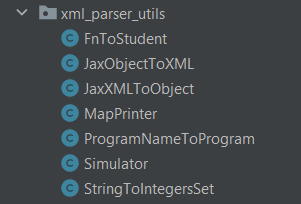 xml_parser_utils
FnToStudent
JaxObjectToXML
JaxXMLToObject
MapPrinter
ProgramNameToProgram
Simulator
StringToIntegersSet